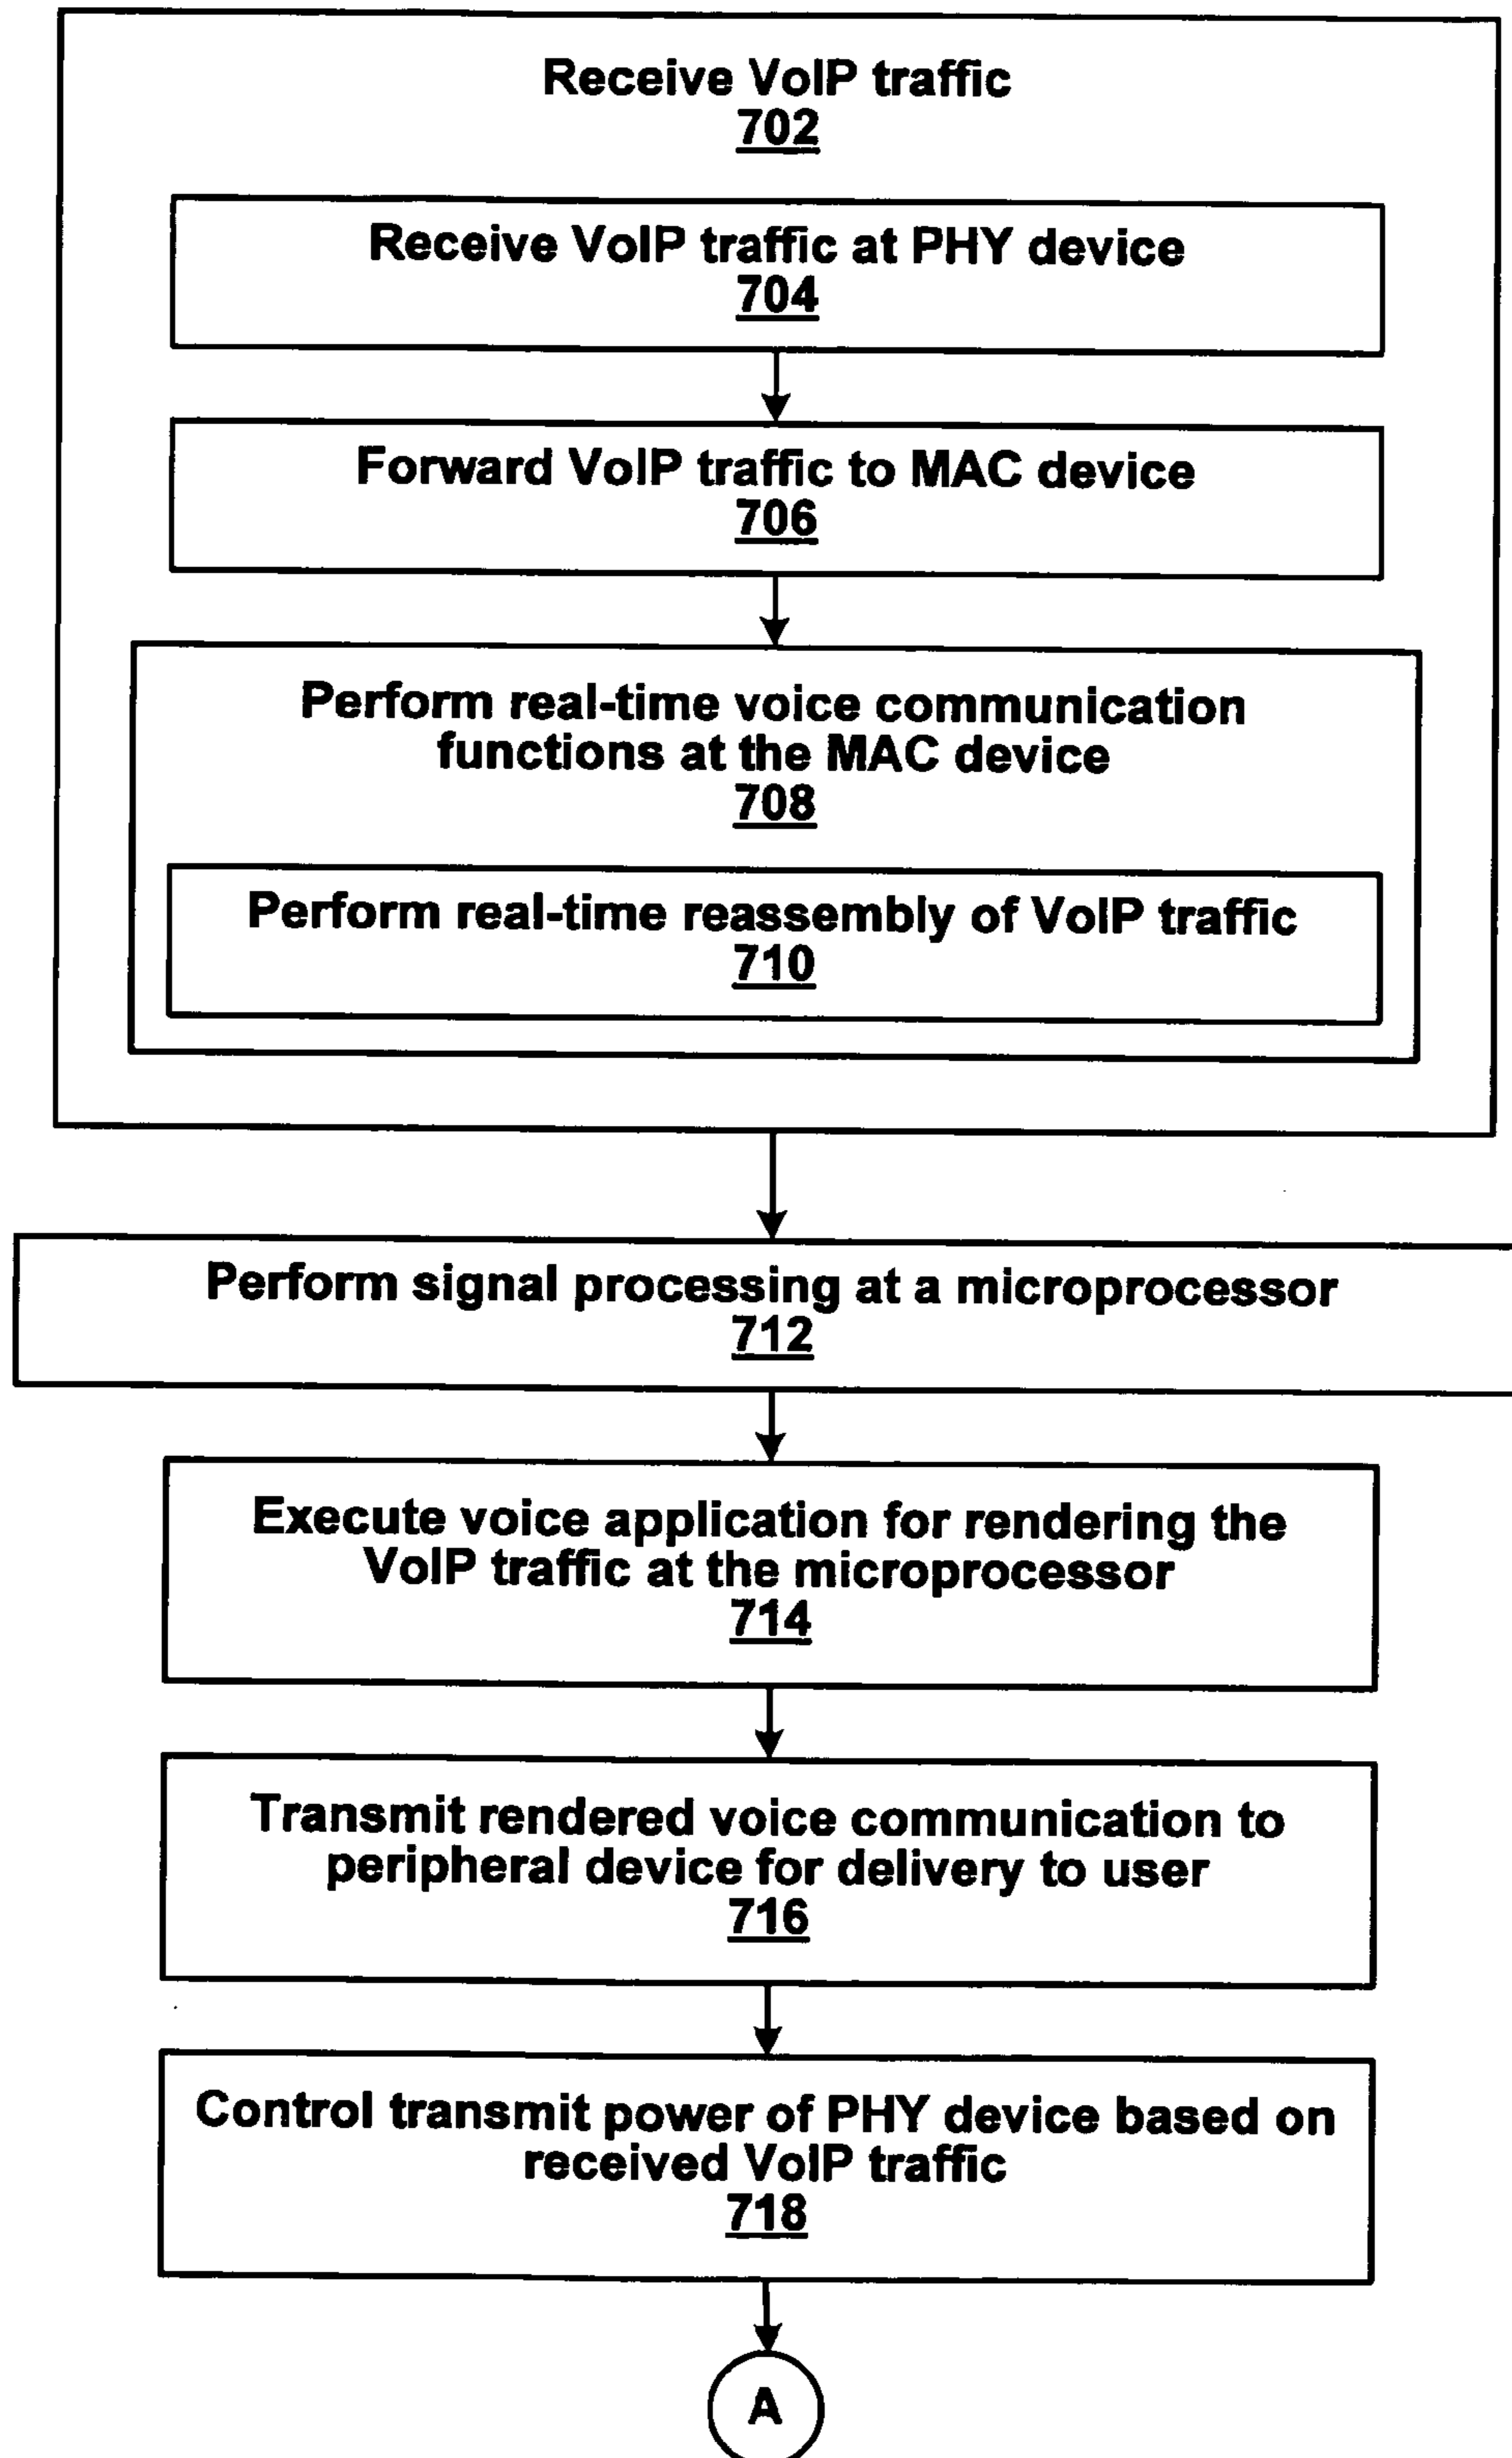 Receive VoIP traffic
702
Receive VoIP traffic at PHY device
704
Forward VoIP traffic to MAC device
706
Perform real-time voice communication
functions at the MAC device
708
Perform real-time reassembly of VoIP traffic
710
Perform signal processing at a microprocessor
712
Execute voice application for rendering the
VoIP traffic at the microprocessor
714
Transmit rendered voice communication to
peripheral device for delivery to user
716
Control transmit power of PHY device based on
received VoIP traffic
718
A